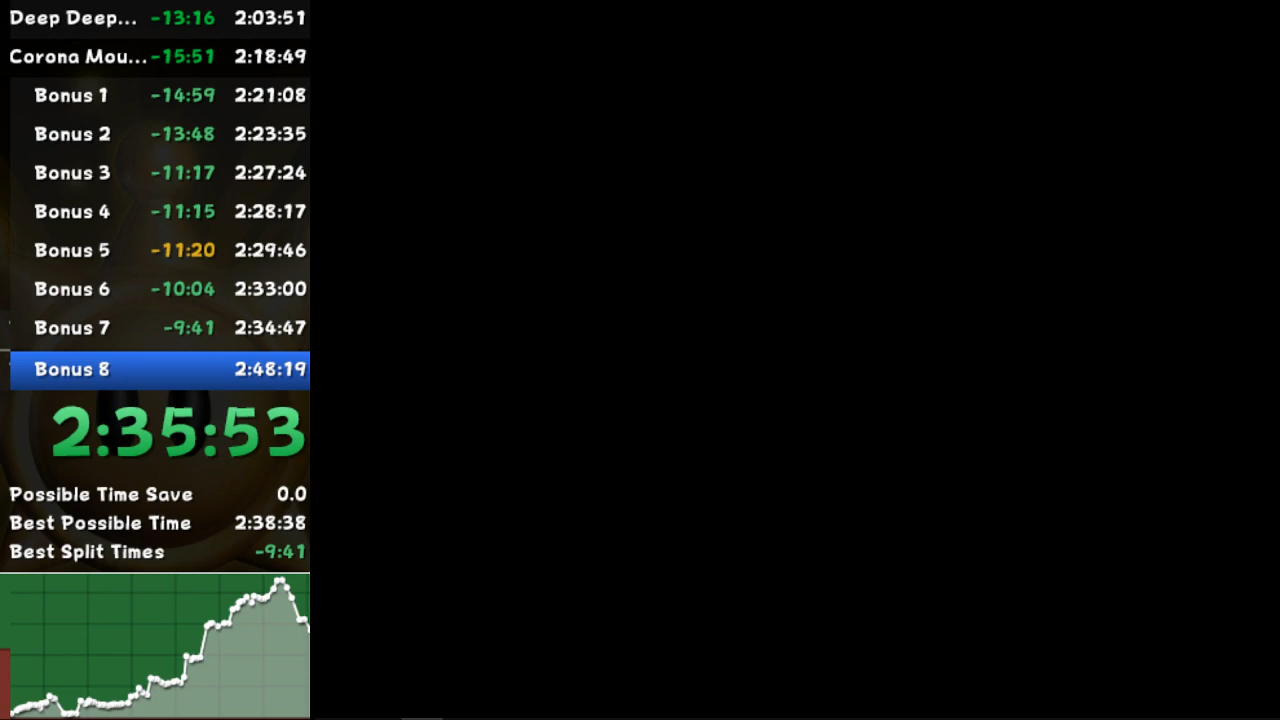 Deep Deep... -13:16 2:03:51
Corona Mou... -15:51 2:18:49
Bonus 1 -14:59 2:21:08
Bonus 2 -13:48 2:23:35
Bonus 3 -11:17 2:27:24
Bonus 4 -11:15 2:28:17
Bonus 5 -11:20 2:29:46
Bonus 6 -10:04 2:33:00
Bonus 7 -9:41 2:34:47
Bonus 8 2:48:19
2:35:53
Possible Time Save 0.0
Best Possible Time 2:38:38
Best Split Times -9:41